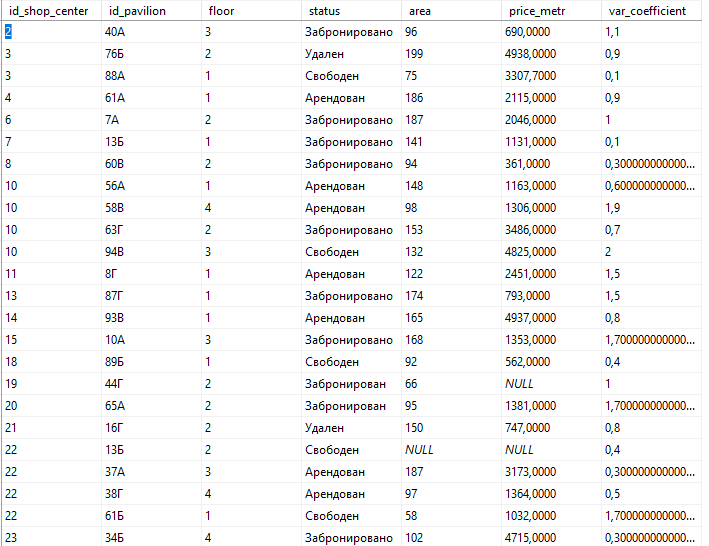 id_shop_center id_pavilion floor status area price_metr var_coefficient
2 40А 3 Забронировано 96 690,0000 1,1
3 76Б 2 Удален 199 4938,0000 0,9
3 88А 1 Свободен 75 3307,7000 0,1
4 61А 1 Арендован 186 2115,0000 0,9
6 7А 2 Забронировано 187 2046,0000 1
7 13Б 1 Забронировано 141 1131,0000 0,1
8 60В 2 Забронировано 94 361,0000 0,300000000000...
10 56А 1 Арендован 148 1163,0000 0,600000000000...
10 58В 4 Арендован 98 1306,0000 1,9
10 63Г 2 Забронировано 153 3486,0000 0,7
10 94В 3 Свободен 132 4825,0000 2
11 8Г 1 Арендован 122 2451,0000 1,5
13 87Г 1 Забронировано 174 793,0000 1,5
14 93В 1 Арендован 165 4937,0000 0,8
15 10А 3 Забронировано 168 1353,0000 1,700000000000...
18 89Б 1 Свободен 92 562,0000 0,4
19 44Г 2 Забронирован 66 NULL 1
20 65А 2 Забронирован 95 1381,0000 1,700000000000...
21 16Г 2 Удален 150 747,0000 0,8
22 13Б 2 Свободен NULL NULL 0,4
22 37А 3 Арендован 187 3173,0000 0,300000000000...
22 38Г 4 Арендован 97 1364,0000 0,5
22 61Б 1 Свободен 58 1032,0000 1,700000000000...
23 34Б 4 Забронировано 102 4715,0000 0,300000000000...